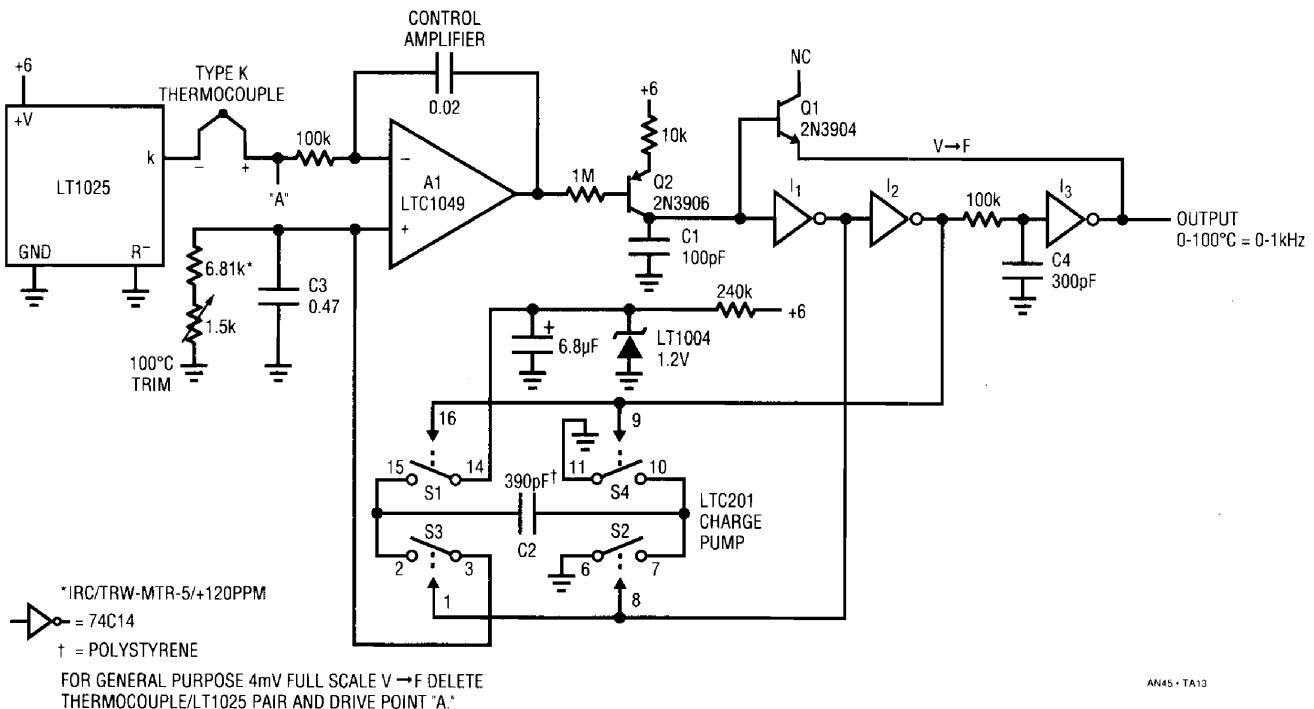 CONTROL
AMPLIFIER
+6
TYPE K
THERMOCOUPLE
0.02
+6
NC
+V
k
LT1025
GND
R⁻
−
+
−
"A"
100k
−
A1
LTC1049
+
1M
10k
Q2
2N3906
Q1
2N3904
V→F
C1
100pF
I1
I2
100k
I3
C4
300pF
OUTPUT
0-100°C = 0-1kHz
6.81k*
1.5k
100°C
TRIM
C3
0.47
+
6.8µF
LT1004
1.2V
240k
+6
16
9
15
14
S1
390pF†
C2
11
10
S4
LTC201
CHARGE
PUMP
S3
2
3
1
S2
6
7
8
*IRC/TRW-MTR-5/+120PPM
= 74C14
† = POLYSTYRENE
FOR GENERAL PURPOSE 4mV FULL SCALE V→F DELETE
THERMOCOUPLE/LT1025 PAIR AND DRIVE POINT "A."
AN45 • TA13